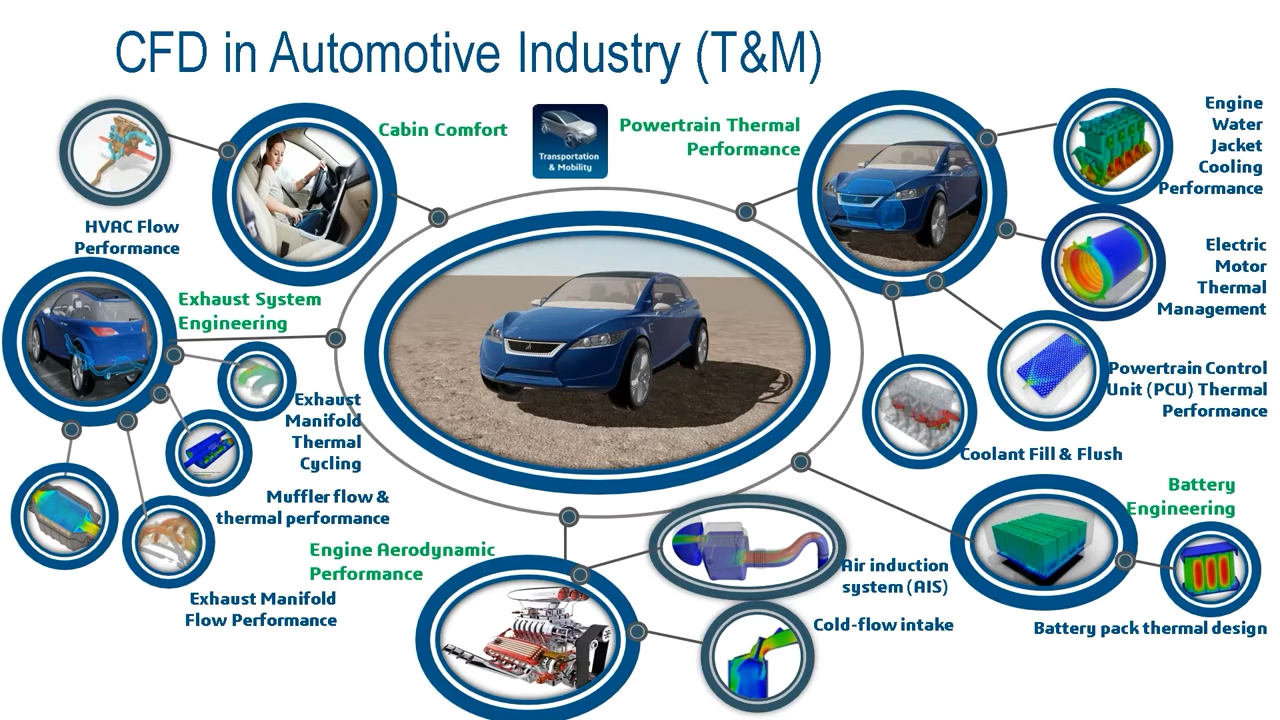 CFD in Automotive Industry (T&M)
Cabin Comfort
Transportation
& Mobility
Powertrain Thermal
Performance
Engine
Water
Jacket
Cooling
Performance
HVAC Flow
Performance
Electric
Motor
Thermal
Management
Exhaust System
Engineering
Exhaust
Manifold
Thermal
Cycling
Powertrain Control
Unit (PCU) Thermal
Performance
Coolant Fill & Flush
Muffler flow &
thermal performance
Battery
Engineering
Engine Aerodynamic
Performance
Air induction
system (AIS)
Exhaust Manifold
Flow Performance
Cold-flow intake
Battery pack thermal design